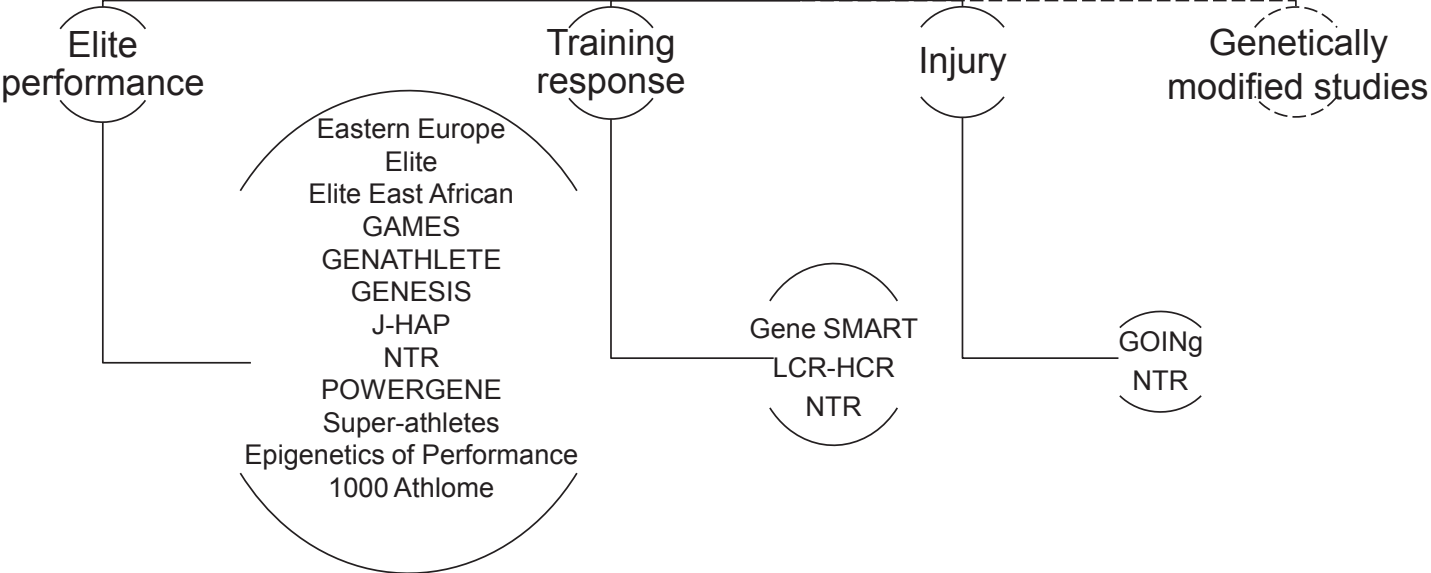 Elite
performance
Training
response
Injury
Genetically
modified studies
Eastern Europe
Elite
Elite East African
GAMES
GENATHLETE
GENESIS
J-HAP
NTR
POWERGENE
Super-athletes
Epigenetics of Performance
1000 Athlome
Gene SMART
LCR-HCR
NTR
GOINg
NTR